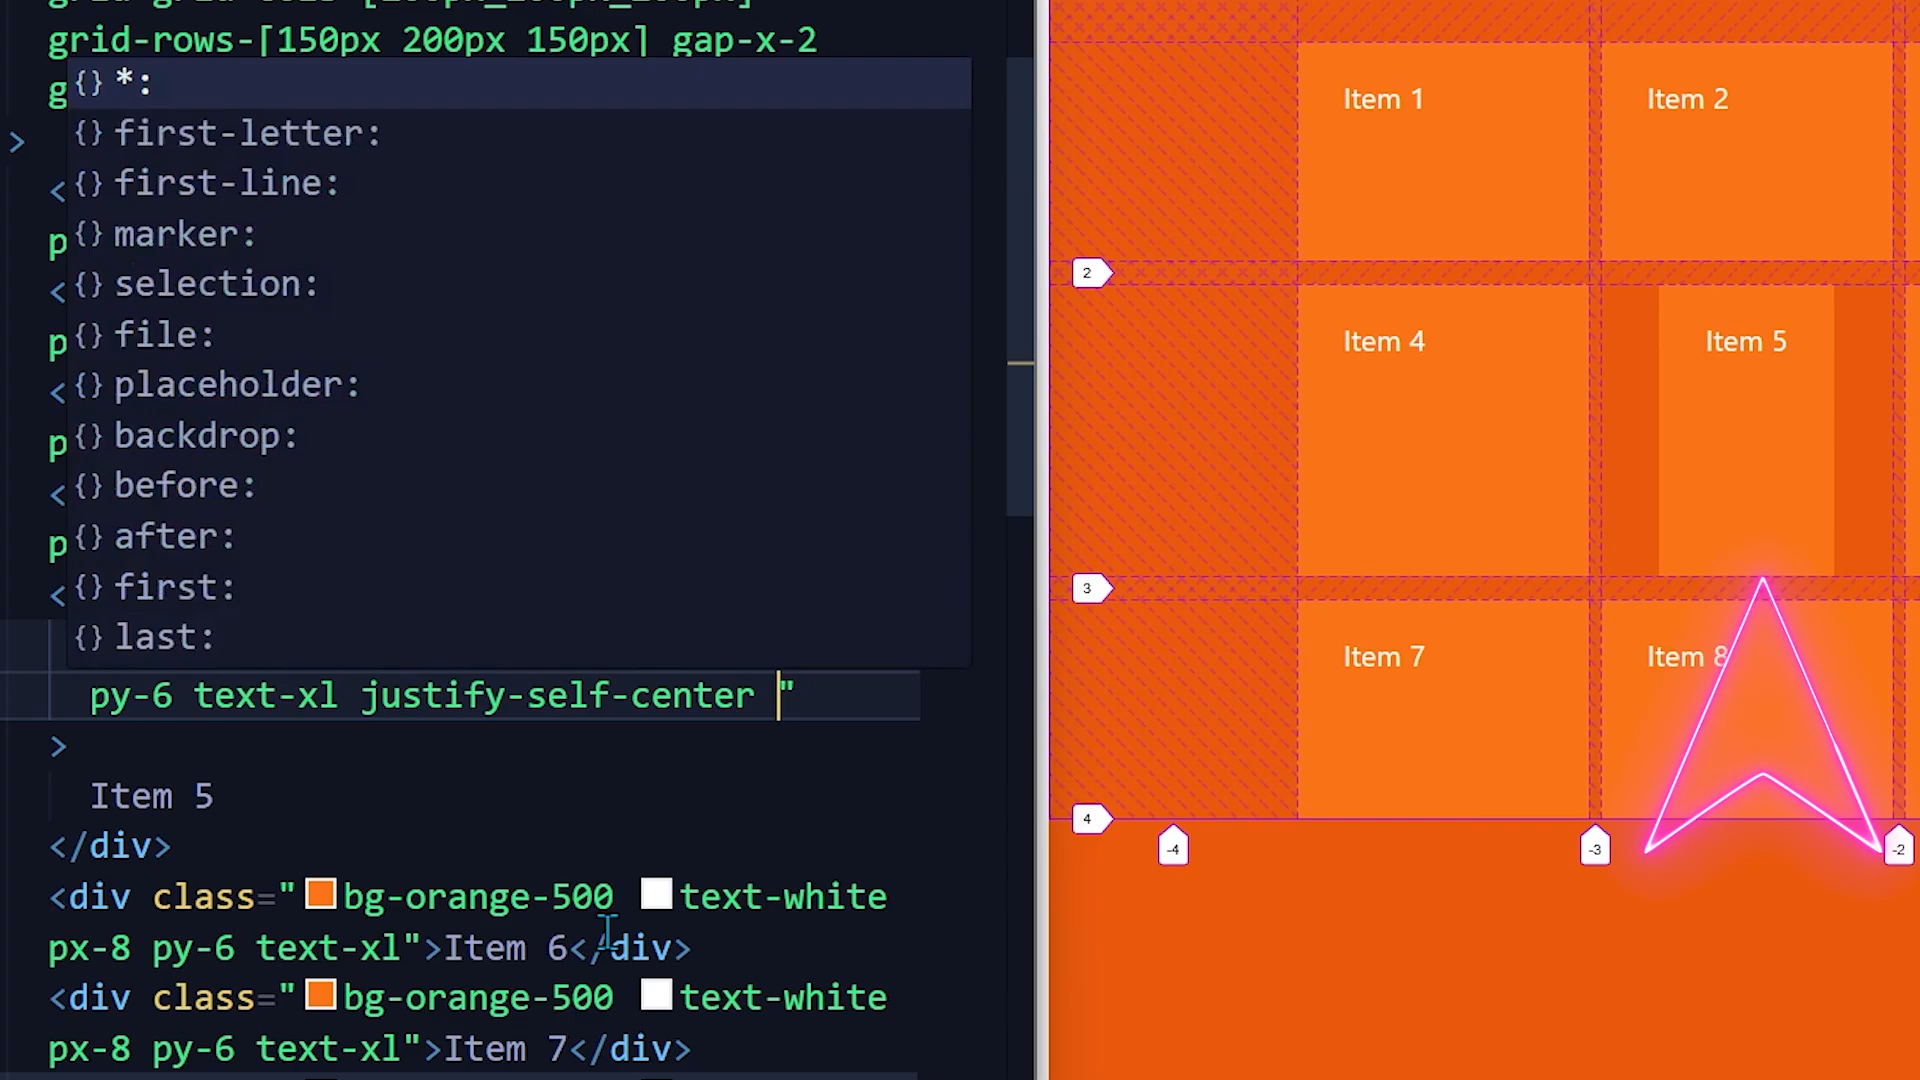 grid-rows-[150px_200px_150px] gap-x-2
g
{} *:
{} first-letter:
>
{} first-line:
<
{} marker:
p
{} selection:
<
{} file:
p
{} placeholder:
<
{} backdrop:
p
{} before:
<
{} after:
p
{} first:
<
{} last:
py-6 text-xl justify-self-center "
>
Item 5
</div>
<div class="bg-orange-500 text-white
px-8 py-6 text-xl">Item 6</div>
<div class="bg-orange-500 text-white
px-8 py-6 text-xl">Item 7</div>
Item 1
Item 2
2
Item 4
Item 5
3
Item 7
Item 8
4
-4
-3
-2